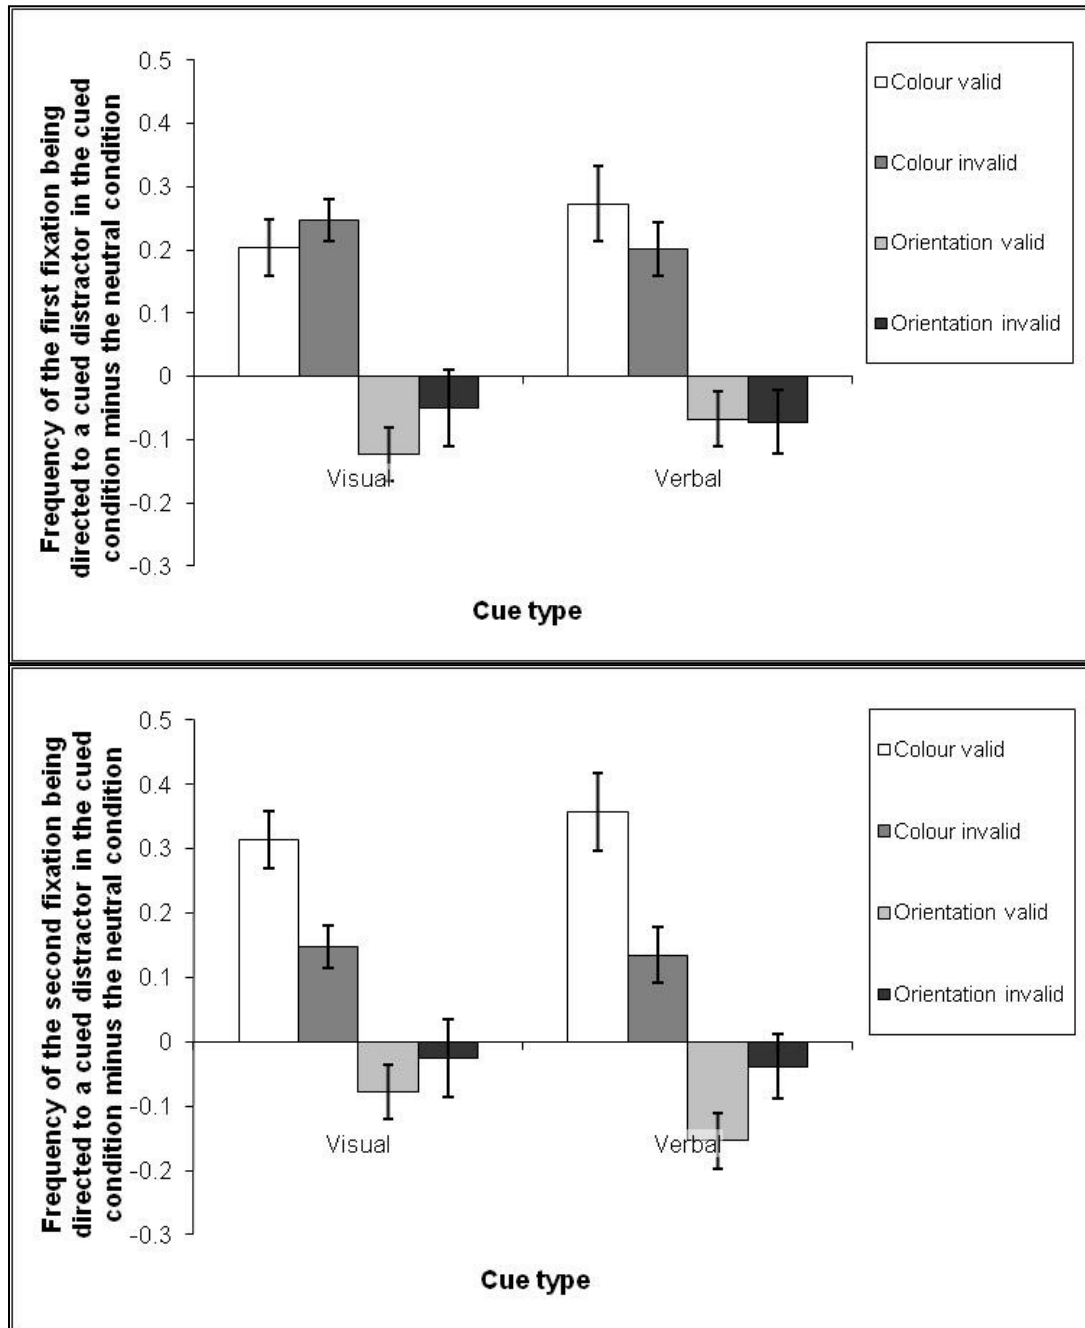 Frequency of the first fixation being
directed to a cued distractor in the cued
condition minus the neutral condition
0.5
0.4
0.3
0.2
0.1
0
-0.1
-0.2
-0.3
Visual
Verbal
Cue type
Colour valid
Colour invalid
Orientation valid
Orientation invalid
Frequency of the second fixation being
directed to a cued distractor in the cued
condition minus the neutral condition
0.5
0.4
0.3
0.2
0.1
0
-0.1
-0.2
-0.3
Visual
Verbal
Cue type
Colour valid
Colour invalid
Orientation valid
Orientation invalid